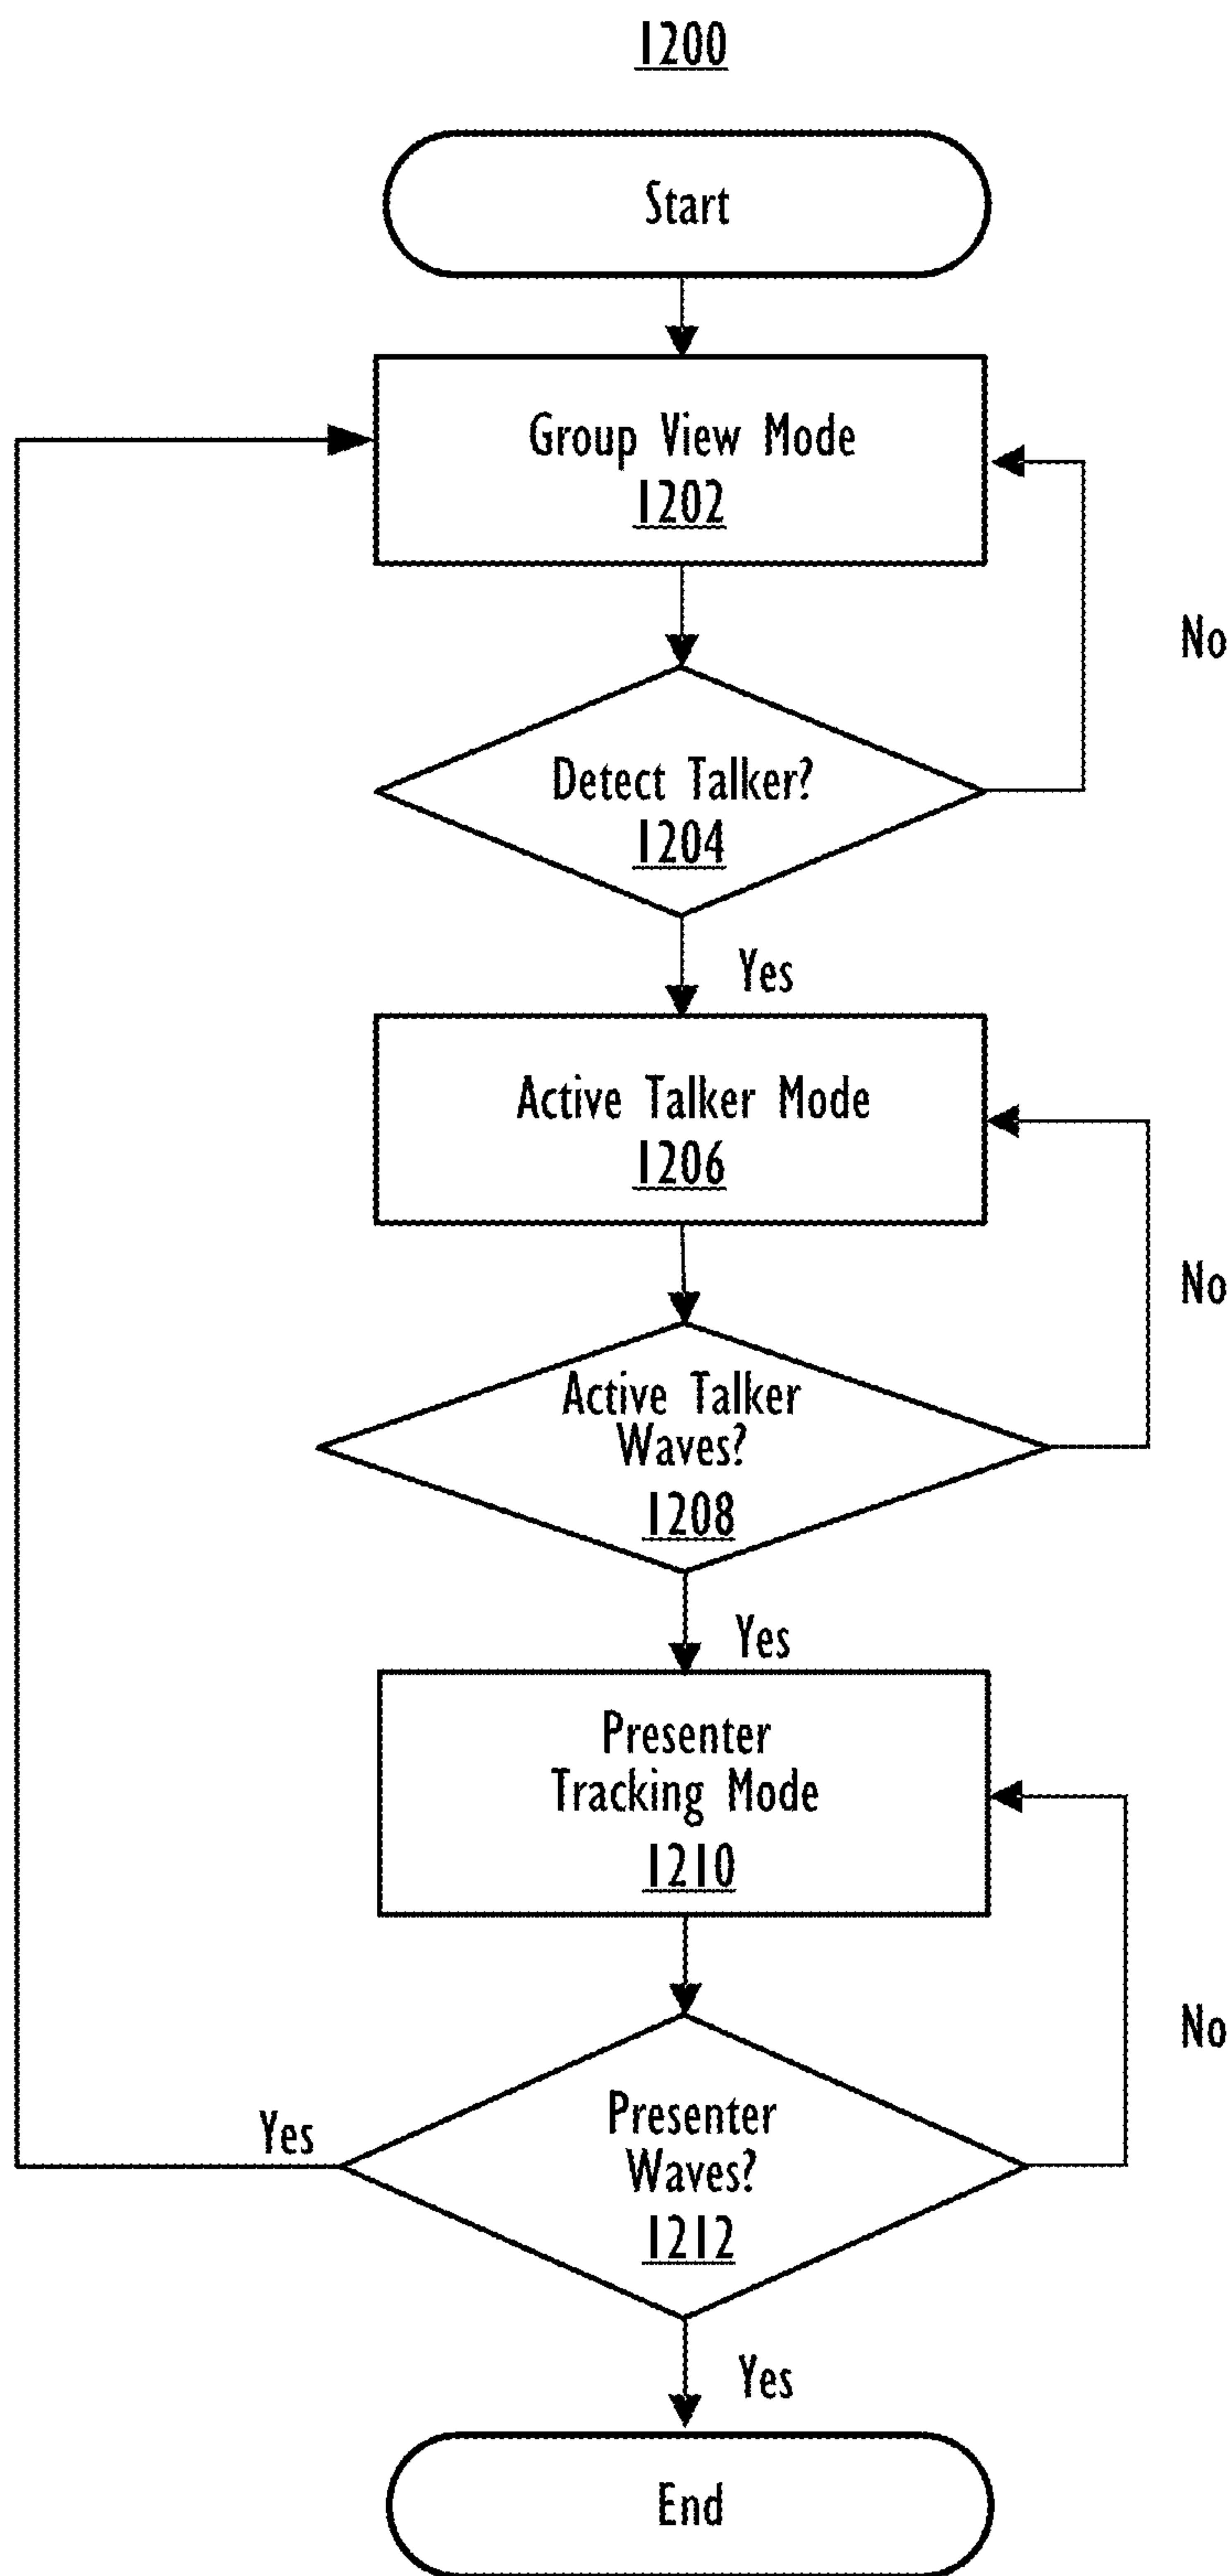 1200
Start
Group View Mode
1202
No
Detect Talker?
1204
Yes
Active Talker Mode
1206
No
Active Talker
Waves?
1208
Yes
Presenter
Tracking Mode
1210
No
Presenter
Waves?
1212
Yes
Yes
End